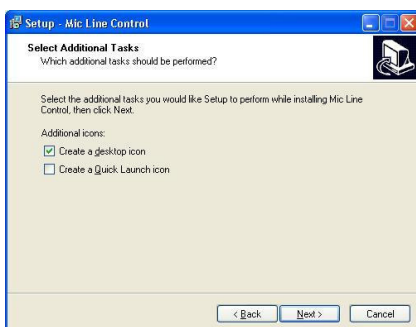 Setup - Mic Line Control
Select Additional Tasks
Which additional tasks should be performed?
Select the additional tasks you would like Setup to perform while installing Mic Line
Control, then click Next.
Additional icons:
Create a desktop icon
Create a Quick Launch icon
< Back
Next >
Cancel